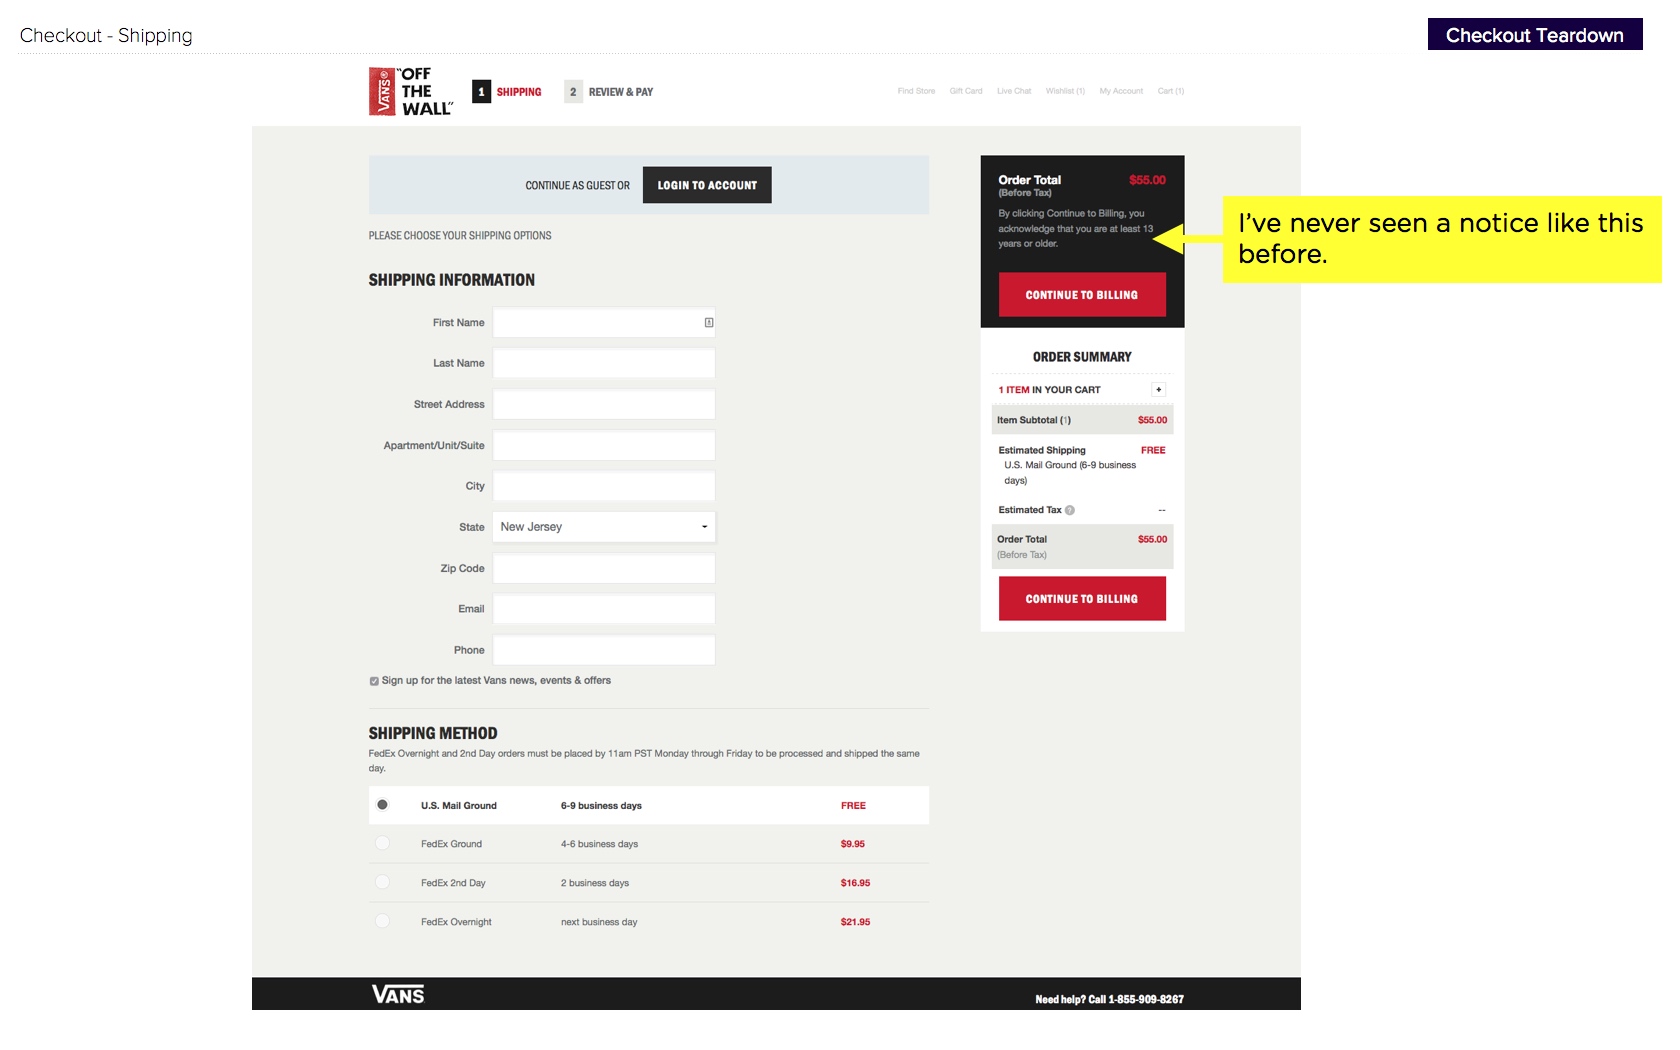 Checkout - Shipping
Checkout Teardown
VANS® "OFF
THE
WALL"
1 SHIPPING
2 REVIEW & PAY
Find Store Gift Card Live Chat Wishlist (1) My Account Cart (1)
CONTINUE AS GUEST OR LOGIN TO ACCOUNT
PLEASE CHOOSE YOUR SHIPPING OPTIONS
SHIPPING INFORMATION
First Name
Last Name
Street Address
Apartment/Unit/Suite
City
State New Jersey
Zip Code
Email
Phone
Sign up for the latest Vans news, events & offers
SHIPPING METHOD
FedEx Overnight and 2nd Day orders must be placed by 11am PST Monday through Friday to be processed and shipped the same
day.
U.S. Mail Ground 6-9 business days FREE
FedEx Ground 4-6 business days $9.95
FedEx 2nd Day 2 business days $16.95
FedEx Overnight next business day $21.95
Order Total $55.00
(Before Tax)
By clicking Continue to Billing, you
acknowledge that you are at least 13
years or older.
CONTINUE TO BILLING
I've never seen a notice like this
before.
ORDER SUMMARY
1 ITEM IN YOUR CART +
Item Subtotal (1) $55.00
Estimated Shipping FREE
U.S. Mail Ground (6-9 business
days)
Estimated Tax ? --
Order Total $55.00
(Before Tax)
CONTINUE TO BILLING
VANS
Need help? Call 1-855-909-8267